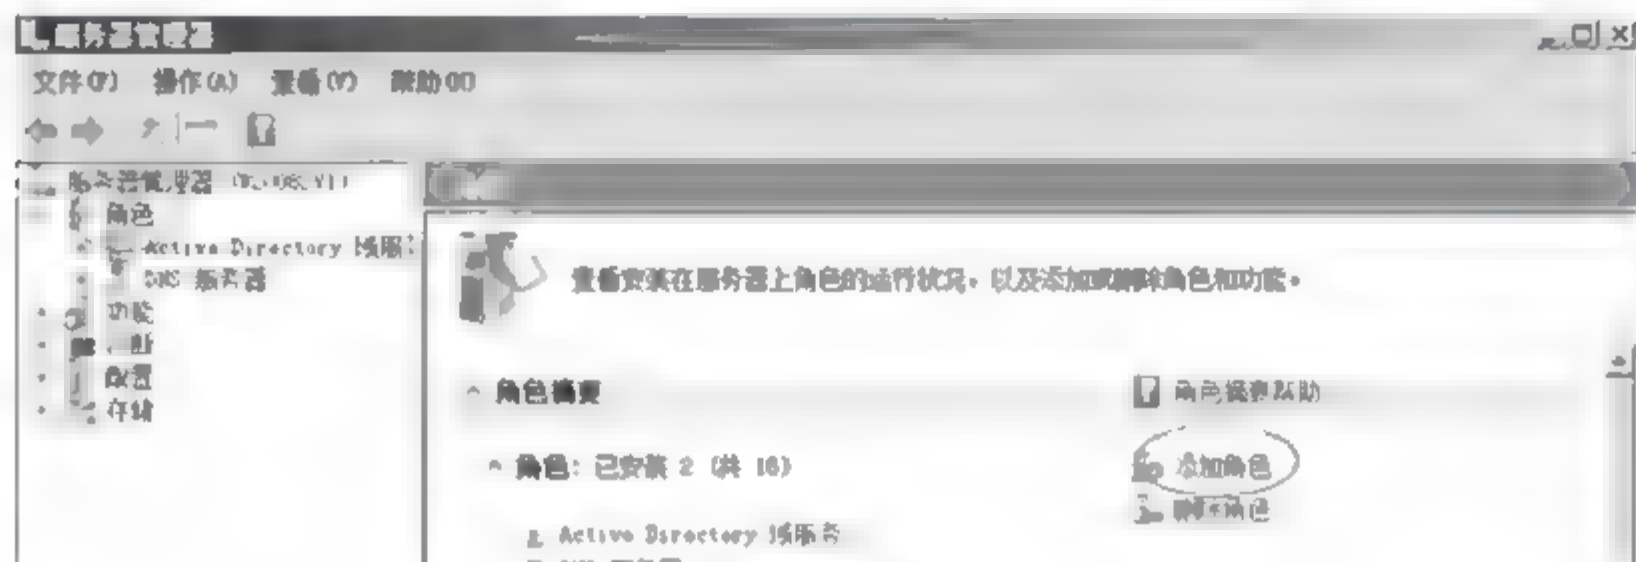 服务器管理器
文件(F) 操作(A) 查看(V) 帮助(H)
服务器管理器
角色
Active Directory 域服
DNS 服务器
功能
配置
存储
查看安装在服务器上角色的运行状况，以及添加或删除角色和功能。
角色摘要
角色摘要帮助
角色: 已安装 2 (共 16)
添加角色
删除角色
Active Directory 域服务